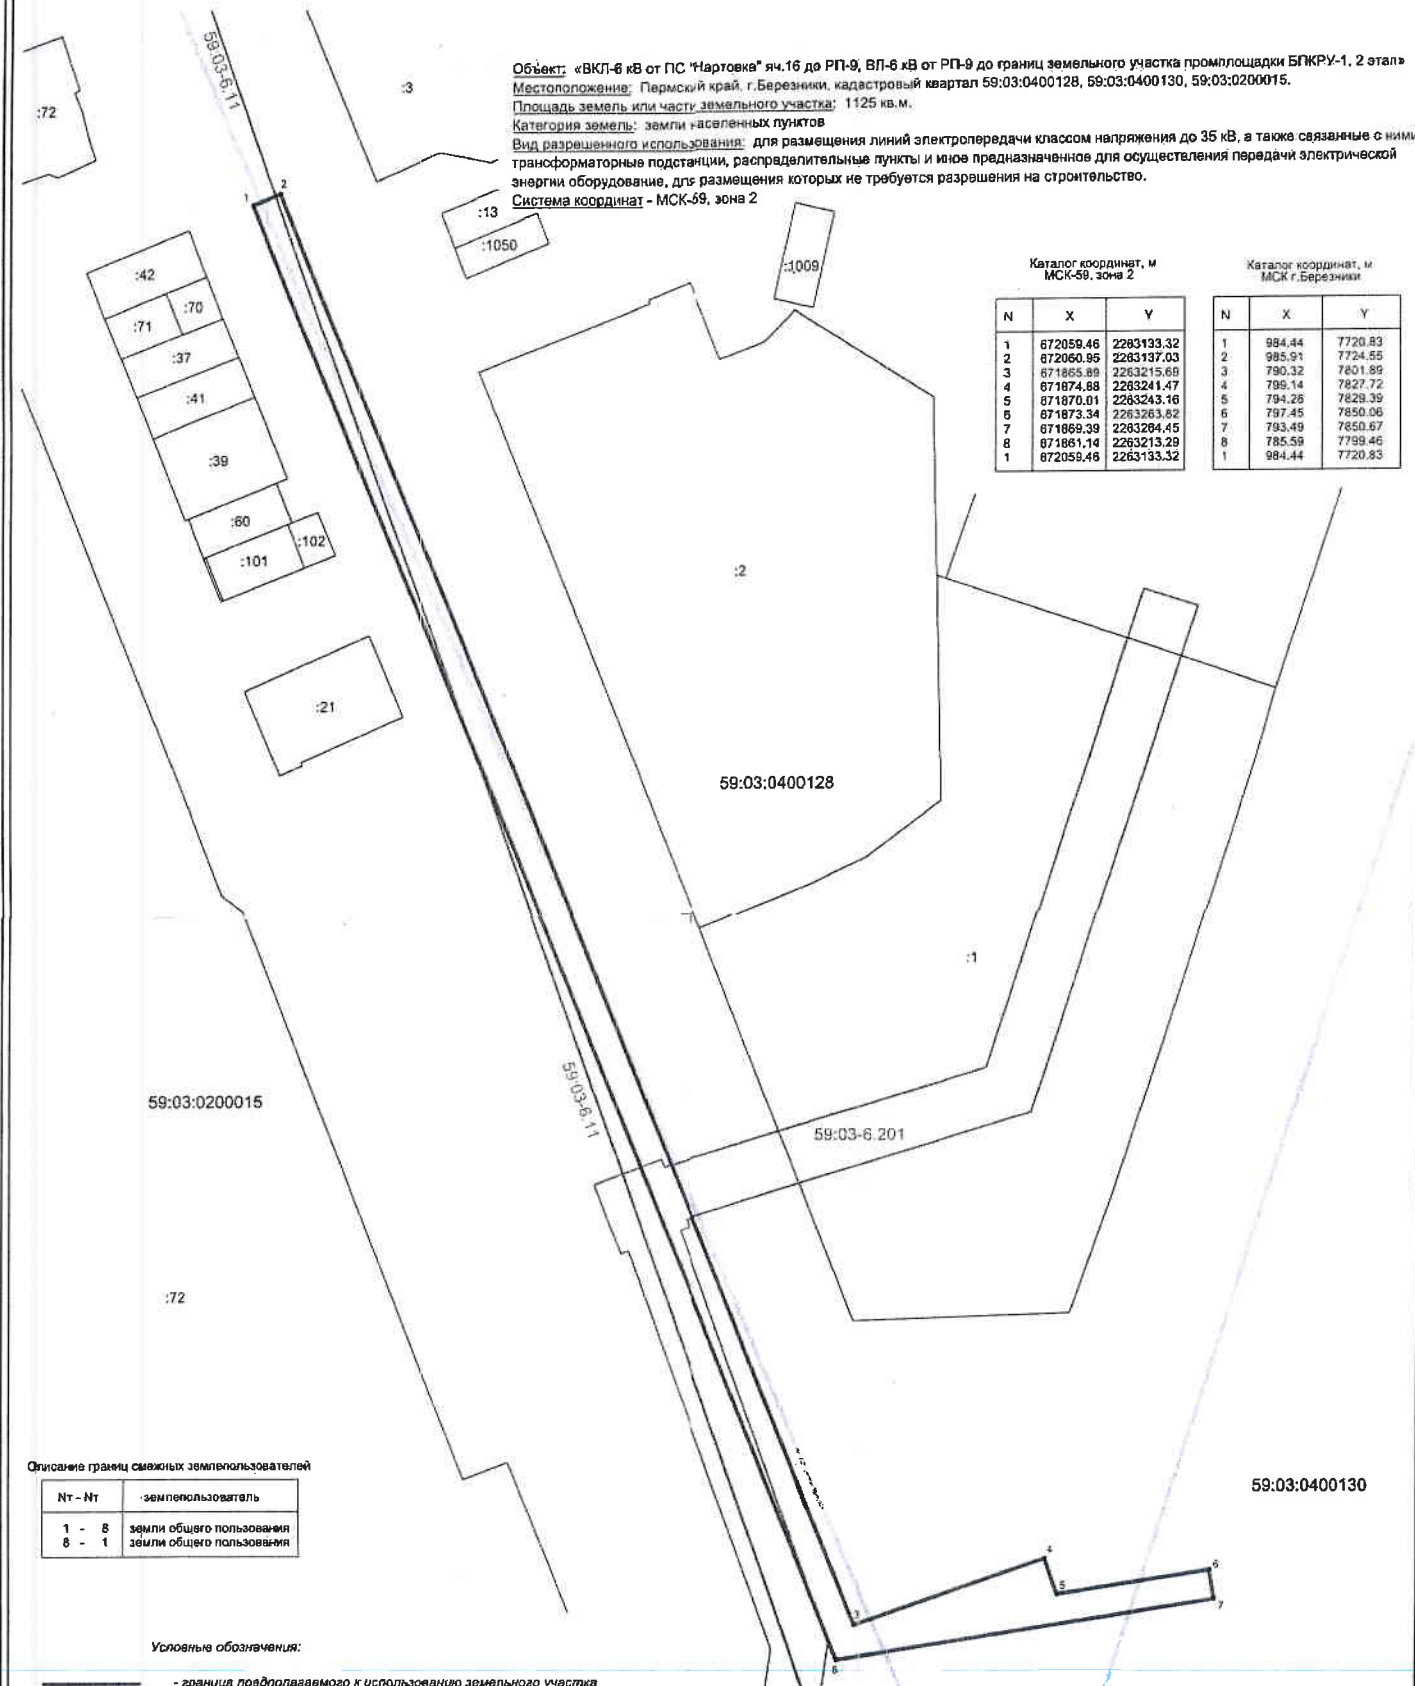 Объект: «ВКЛ-6 кВ от ПС "Нартовка" яч.16 до РП-9, ВЛ-6 кВ от РП-9 до границ земельного участка промплощадки БПКРУ-1, 2 этап»
Местоположение: Пермский край, г.Березники, кадастровый квартал 59:03:0400128, 59:03:0400130, 59:03:0200015.
Площадь земель или части земельного участка: 1125 кв.м.
Категория земель: земли населенных пунктов
Вид разрешенного использования: для размещения линий электропередачи классом напряжения до 35 кВ, а также связанные с ними
трансформаторные подстанции, распределительные пункты и иное предназначенное для осуществления передачи электрической
энергии оборудование, для размещения которых не требуется разрешения на строительство.
Система координат - МСК-59, зона 2
59:03-6.11
:3
:72
1
2
:13
:1050
:1009
:42
:70
:71
:37
:41
:39
:60
:101
:102
:21
:2
Каталог координат, м
МСК-59, зона 2
N X Y
1 672059.46 2263133.32
2 672060.95 2263137.03
3 671865.89 2263215.69
4 671874.88 2263241.47
5 671870.01 2263243.16
6 671873.34 2263263.82
7 671869.39 2263264.45
8 671861.14 2263213.29
1 672059.46 2263133.32
Каталог координат, м
МСК г.Березники
N X Y
1 984.44 7720.83
2 985.91 7724.55
3 790.32 7801.89
4 799.14 7827.72
5 794.26 7829.39
6 797.45 7850.06
7 793.49 7850.67
8 785.59 7799.46
1 984.44 7720.83
59:03:0400128
:1
59:03-6.11
59:03:0200015
59:03-6.201
:72
Описание границ смежных землепользователей
Nт - Nт землепользователь
1 - 8 земли общего пользования
8 - 1 земли общего пользования
59:03:0400130
4
5
6
7
3
8
Условные обозначения:
- граница предполагаемого к использованию земельного участка